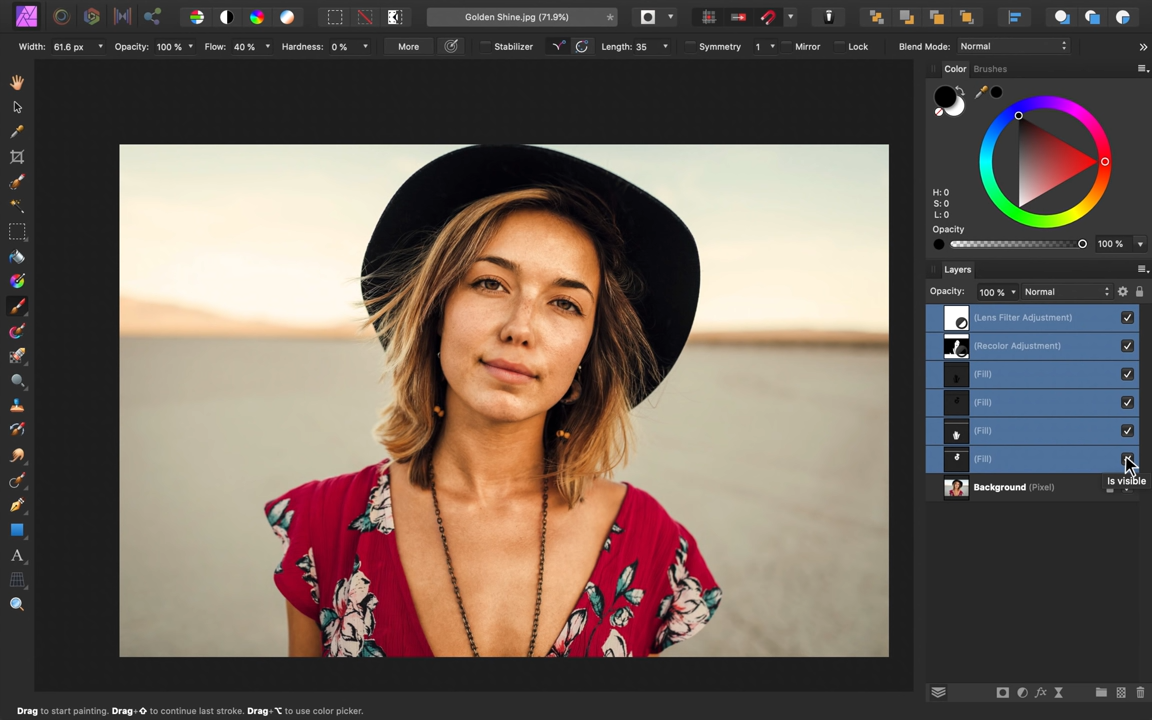 Golden Shine.jpg (71.9%)
Width: 61.6 px Opacity: 100 % Flow: 40 % Hardness: 0 % More Stabilizer Length: 35 Symmetry 1 Mirror Lock Blend Mode: Normal
Color Brushes
H: 0
S: 0
L: 0
Opacity
100 %
Layers
Opacity: 100 % Normal
(Lens Filter Adjustment)
(Recolor Adjustment)
(Fill)
(Fill)
(Fill)
(Fill)
Is visible
Background (Pixel)
A
Drag to start painting. Drag+⇧ to continue last stroke. Drag+⌥ to use color picker.